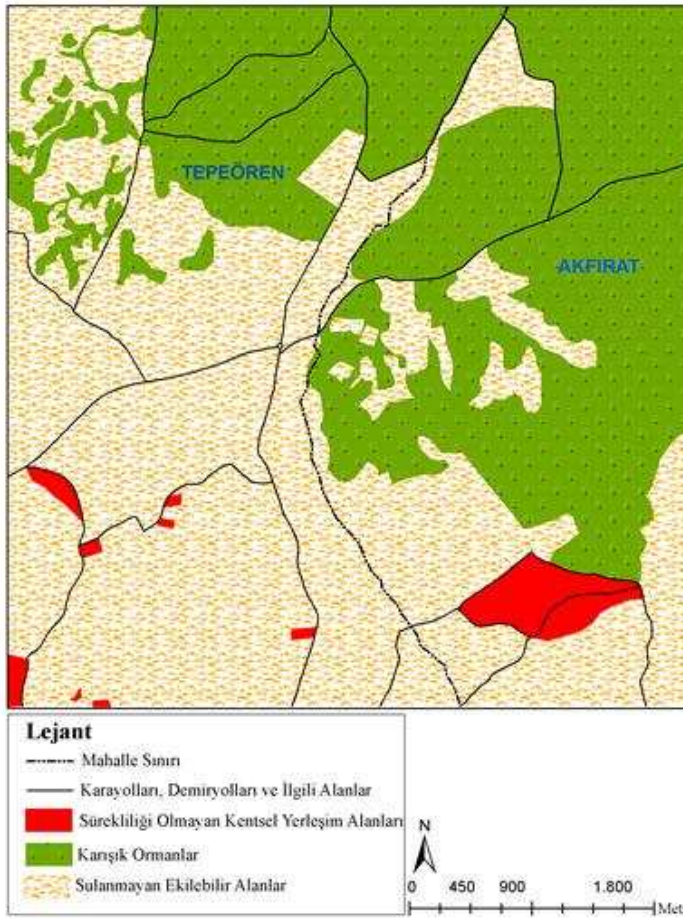 TEPEÖREN
AKFIRAT
Lejant
Mahalle Sınırı
Karayolları, Demiryolları ve İlgili Alanlar
Sürekliliği Olmayan Kentsel Yerleşim Alanları
Karışık Ormanlar
Sulanmayan Ekilebilir Alanlar
N
0 450 900 1.800
Met